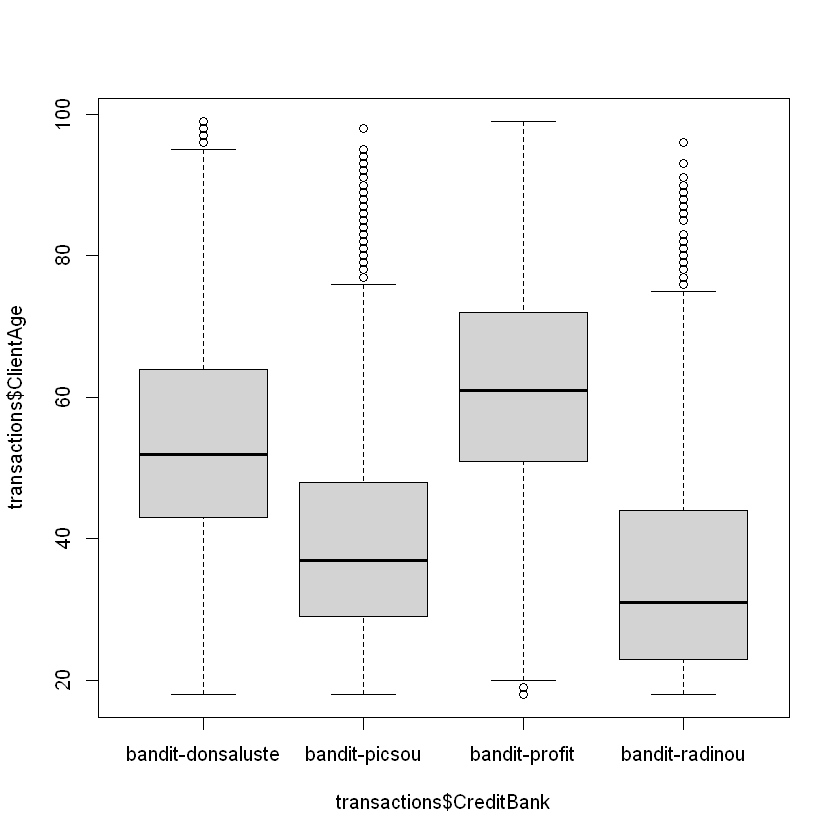 transactions$ClientAge
100
80
60
40
20
bandit-donsaluste bandit-picsou bandit-profit bandit-radinou
transactions$CreditBank